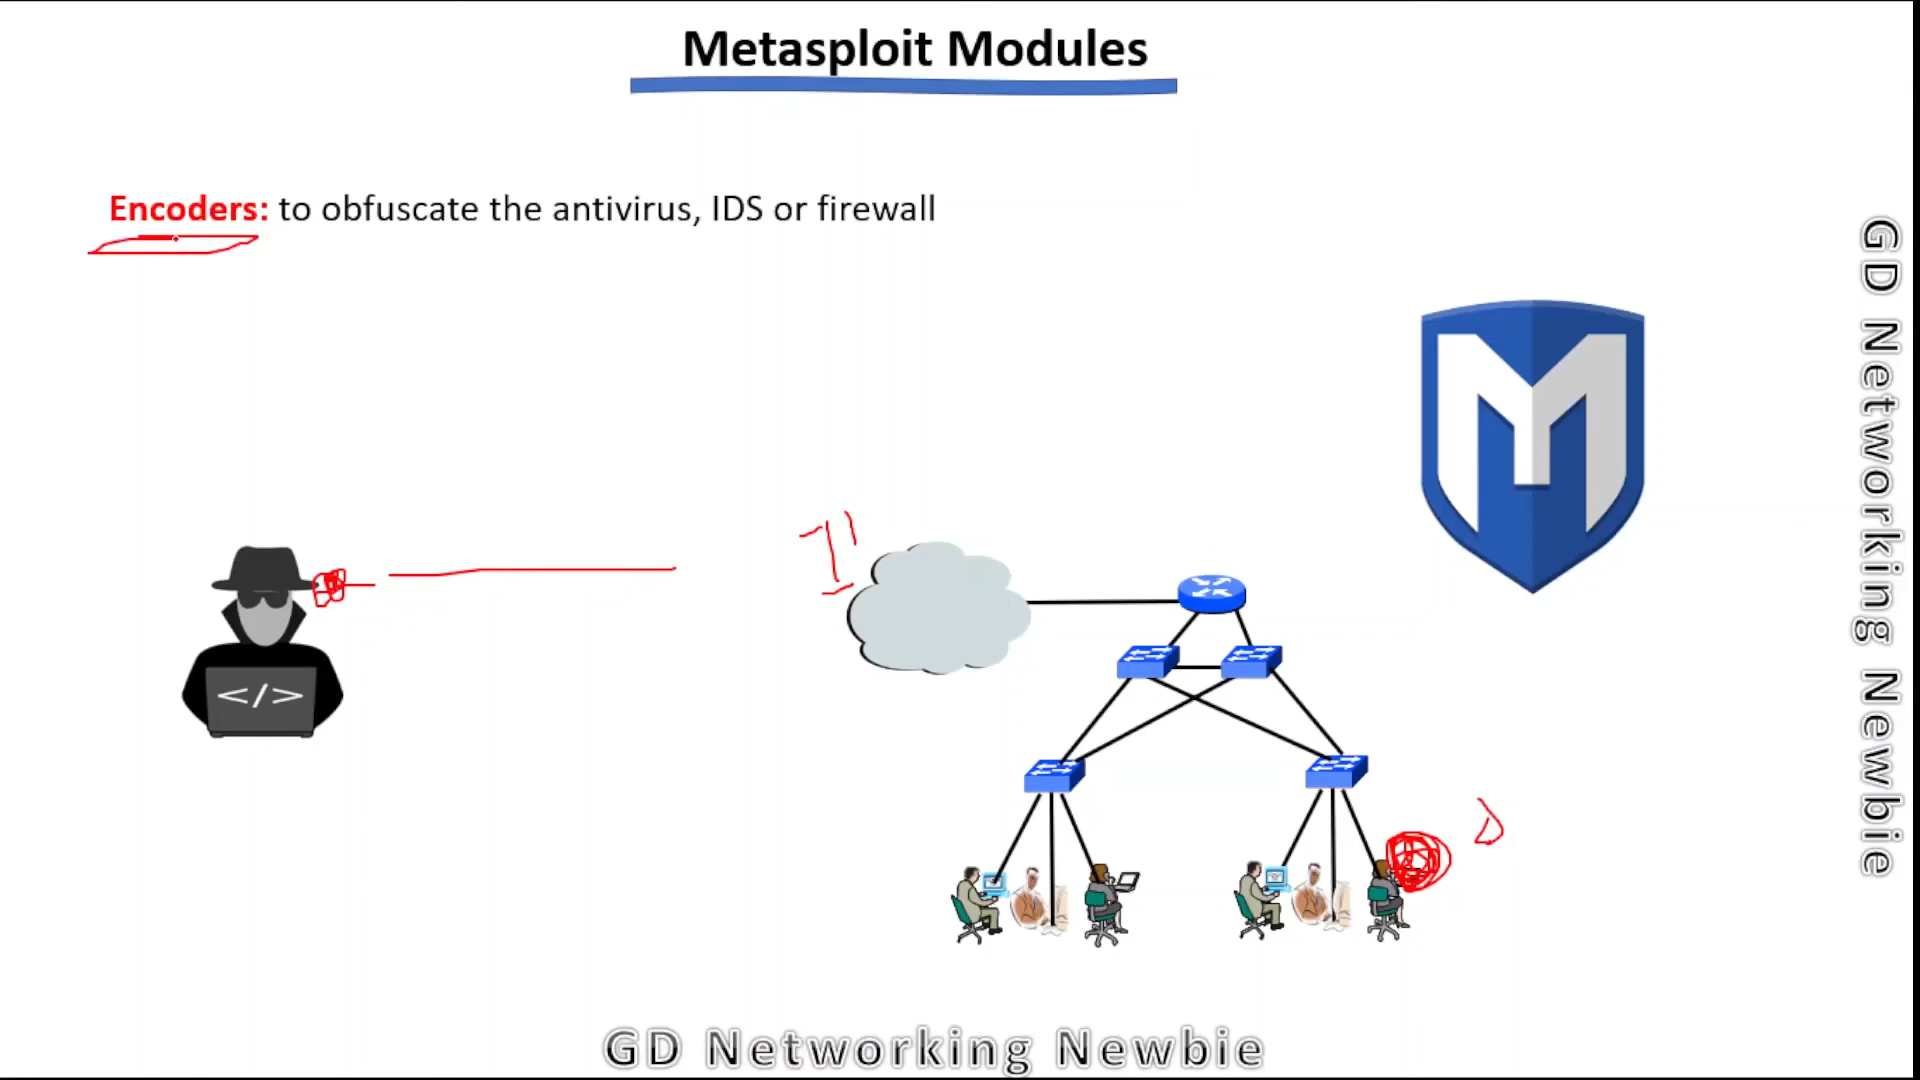 Metasploit Modules
Encoders: to obfuscate the antivirus, IDS or firewall
</>
GD Networking Newbie
GD Networking Newbie